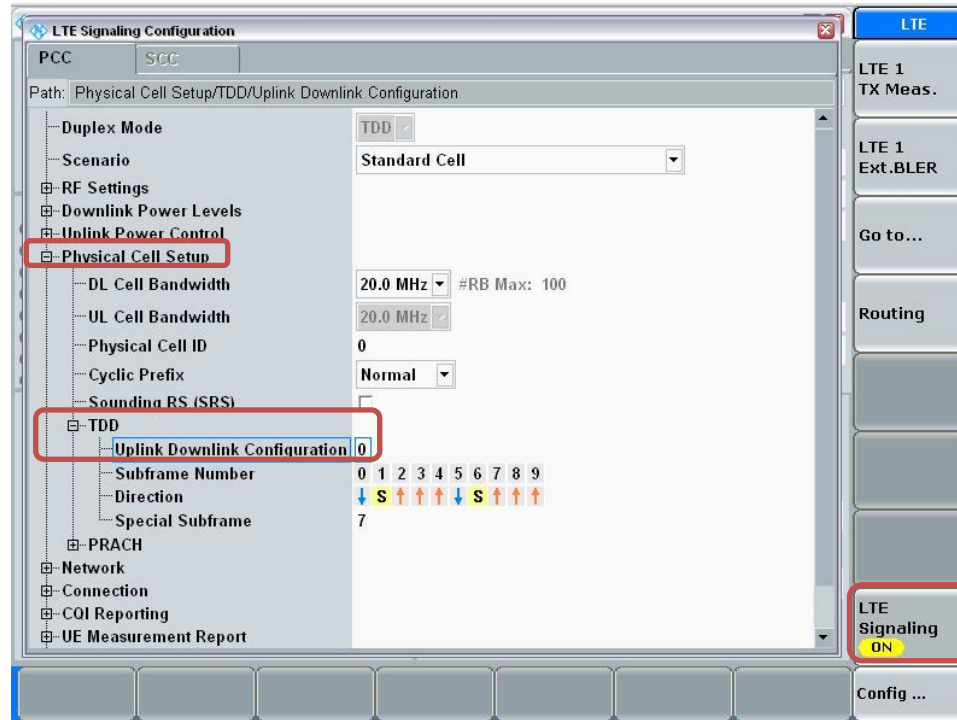 LTE Signaling Configuration
LTE
PCC
SCC
Path: Physical Cell Setup/TDD/Uplink Downlink Configuration
Duplex Mode TDD
Scenario Standard Cell
RF Settings
Downlink Power Levels
Uplink Power Control
Physical Cell Setup
DL Cell Bandwidth 20.0 MHz #RB Max: 100
UL Cell Bandwidth 20.0 MHz
Physical Cell ID 0
Cyclic Prefix Normal
Sounding RS (SRS)
TDD
Uplink Downlink Configuration 0
Subframe Number 0 1 2 3 4 5 6 7 8 9
Direction ↓ S ↑ ↑ ↑ ↓ S ↑ ↑ ↑
Special Subframe 7
PRACH
Network
Connection
CQI Reporting
UE Measurement Report
LTE 1
TX Meas.
LTE 1
Ext.BLER
Go to...
Routing
LTE
Signaling
ON
Config ...